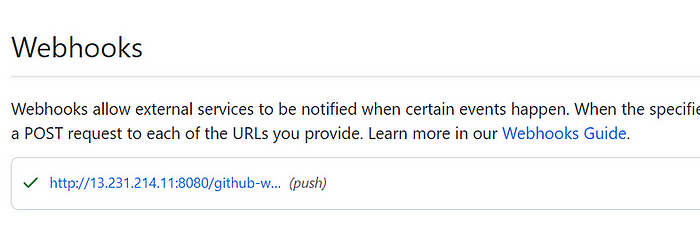 Webhooks
Webhooks allow external services to be notified when certain events happen. When the specifie
a POST request to each of the URLs you provide. Learn more in our Webhooks Guide.
http://13.231.214.11:8080/github-w... (push)